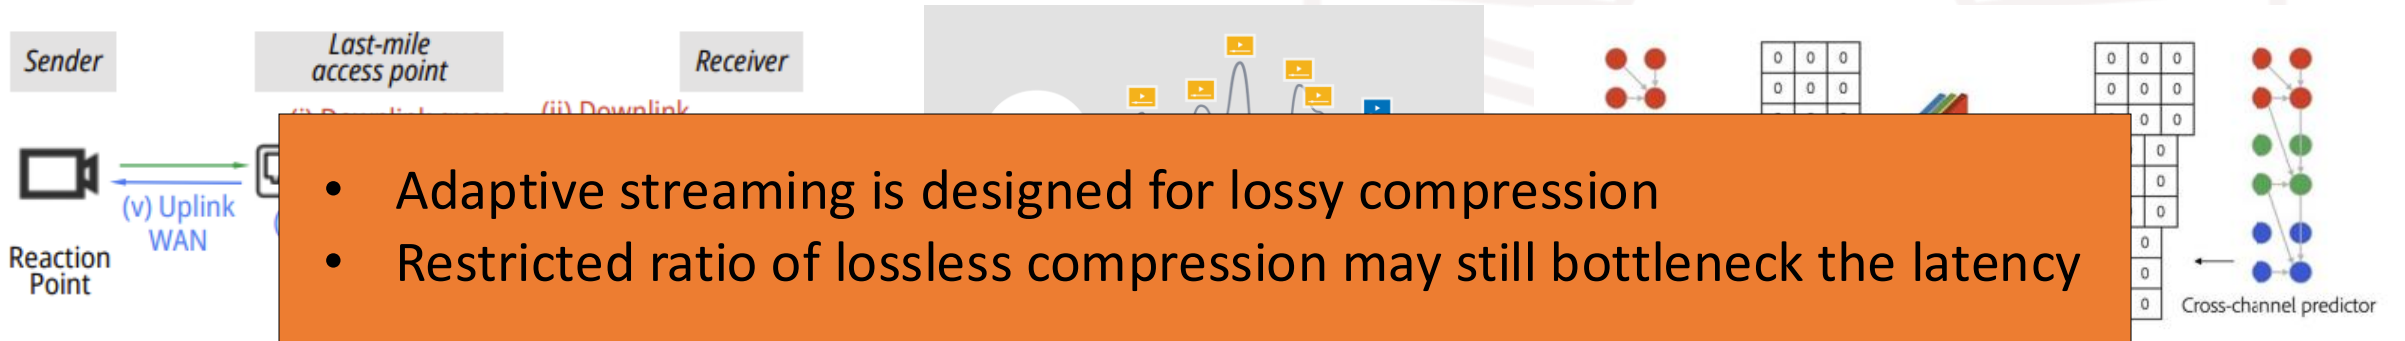 Sender
Last-mile
access point
Receiver
(ii) Downlink
(v) Uplink
WAN
Reaction
Point
• Adaptive streaming is designed for lossy compression
• Restricted ratio of lossless compression may still bottleneck the latency
0 0 0
0 0 0
0 0 0
0 0 0
0 0
0
0
0
0
0
0
Cross-channel predictor